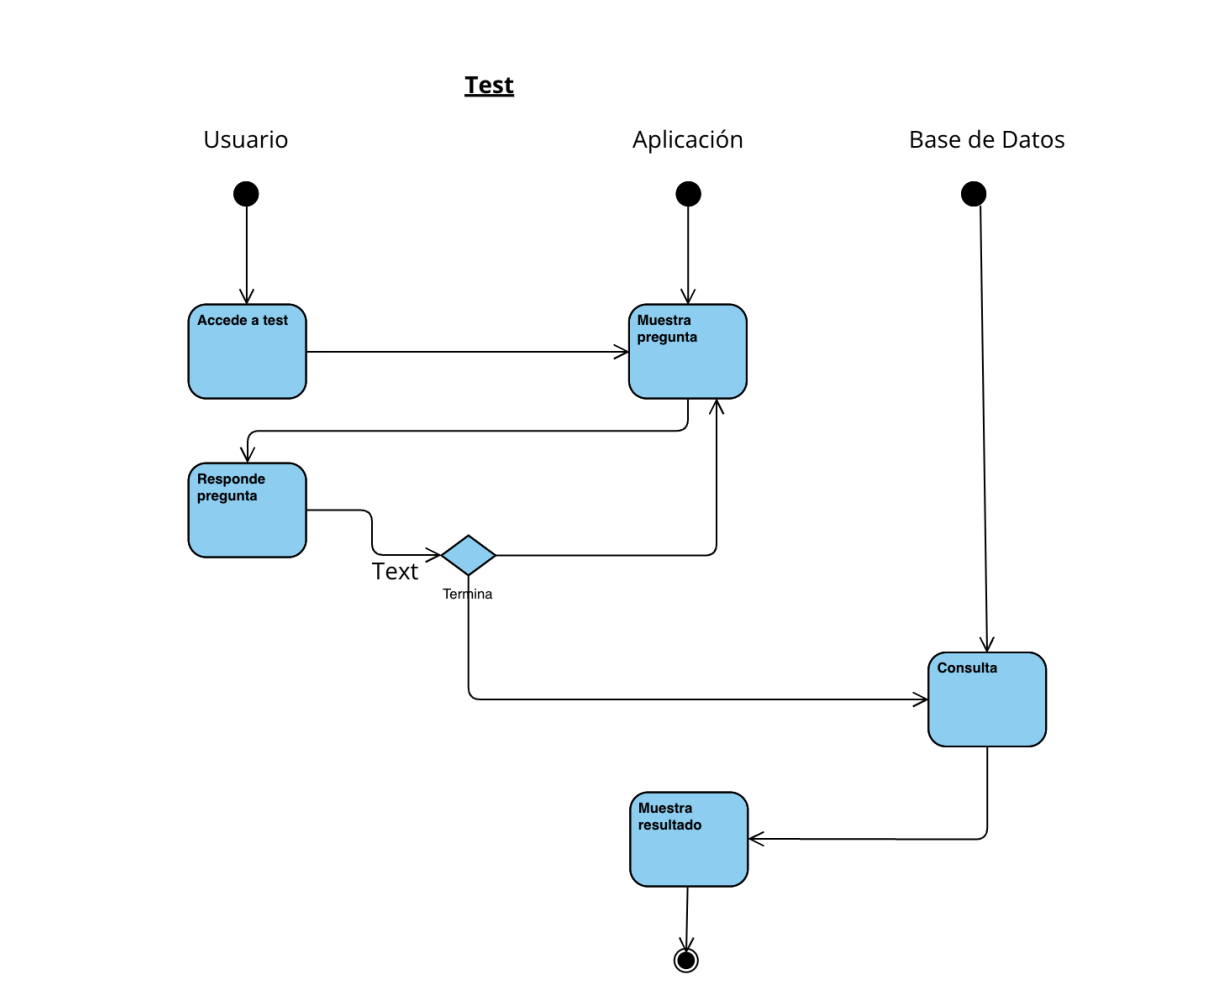 Test
Usuario
Aplicación
Base de Datos
Accede a test
Muestra
pregunta
Responde
pregunta
Text
Termina
Consulta
Muestra
resultado